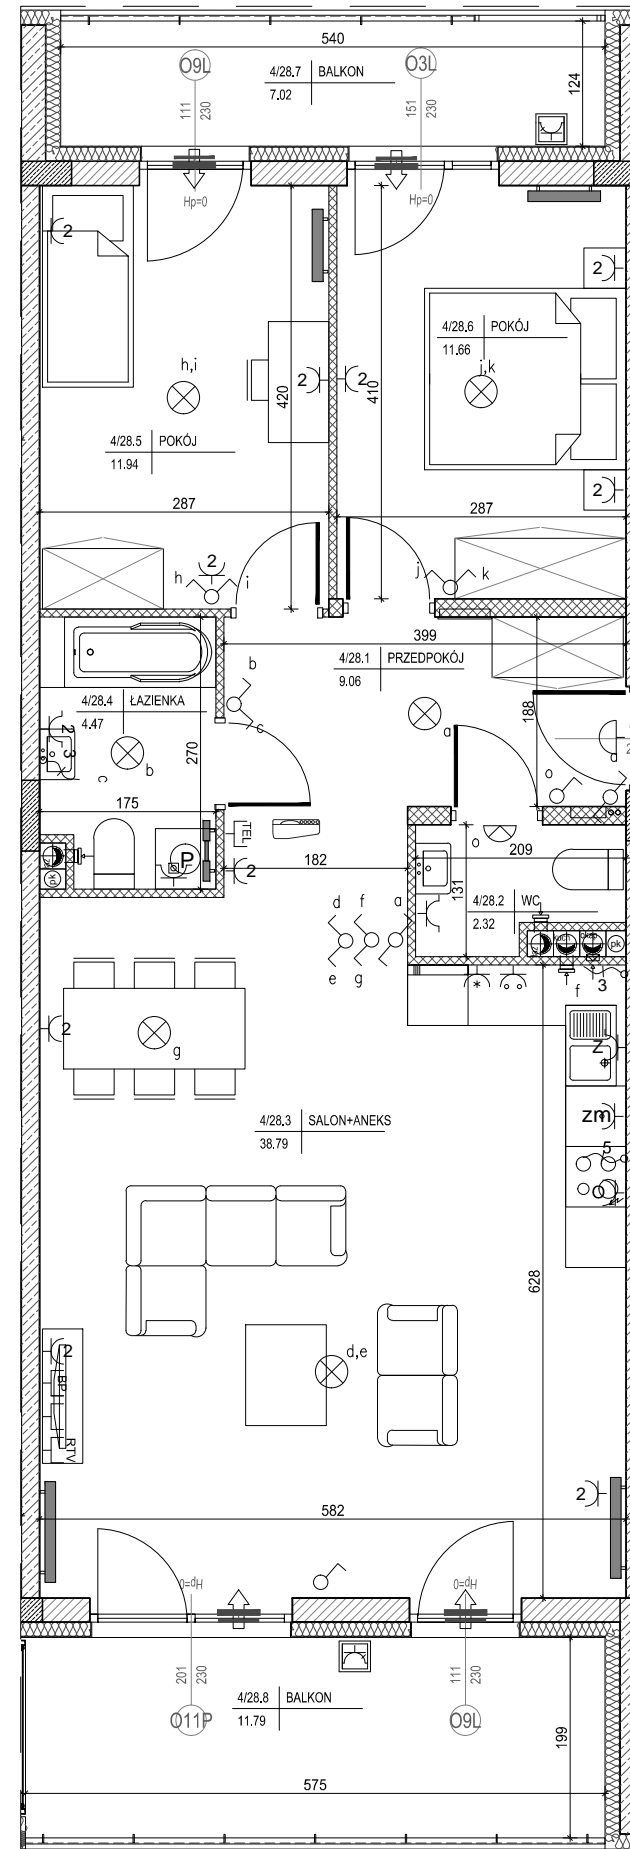 540
O9L
O3L
4/28.7 BALKON
7.02
124
111
230
151
230
Hp=0
Hp=0
2
2
4/28.6 POKÓJ
11.66
h,i
j,k
2
2
420
410
4/28.5 POKÓJ
11.94
2
287
287
2
h
i
j
k
399
4/28.1 PRZEDPOKÓJ
9.06
b
4/28.4 ŁAZIENKA
4.47
188
a
c
2
3
270
b
c
o
a
175
TEL
P
2
182
o
209
131
4/28.2 WC
2.32
pk
pk
d
f
a
e
g
*
f
3
2
g
Z
zm
4/28.3 SALON+ANEKS
38.79
5
628
2
BP
RTV
d,e
2
582
Hp=0
Hp=0
201
230
111
230
4/28.8 BALKON
11.79
O11P
O9L
199
575